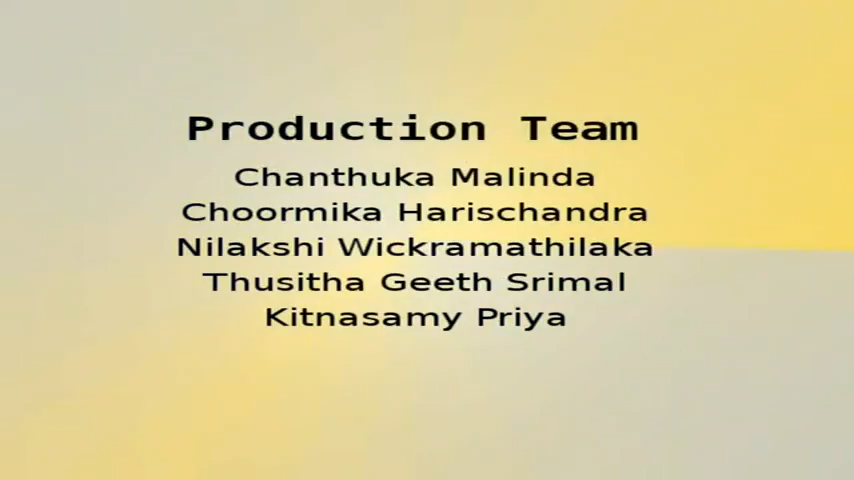 Production Team
Chanthuka Malinda
Choormika Harischandra
Nilakshi Wickramathilaka
Thusitha Geeth Srimal
Kitnasamy Priya